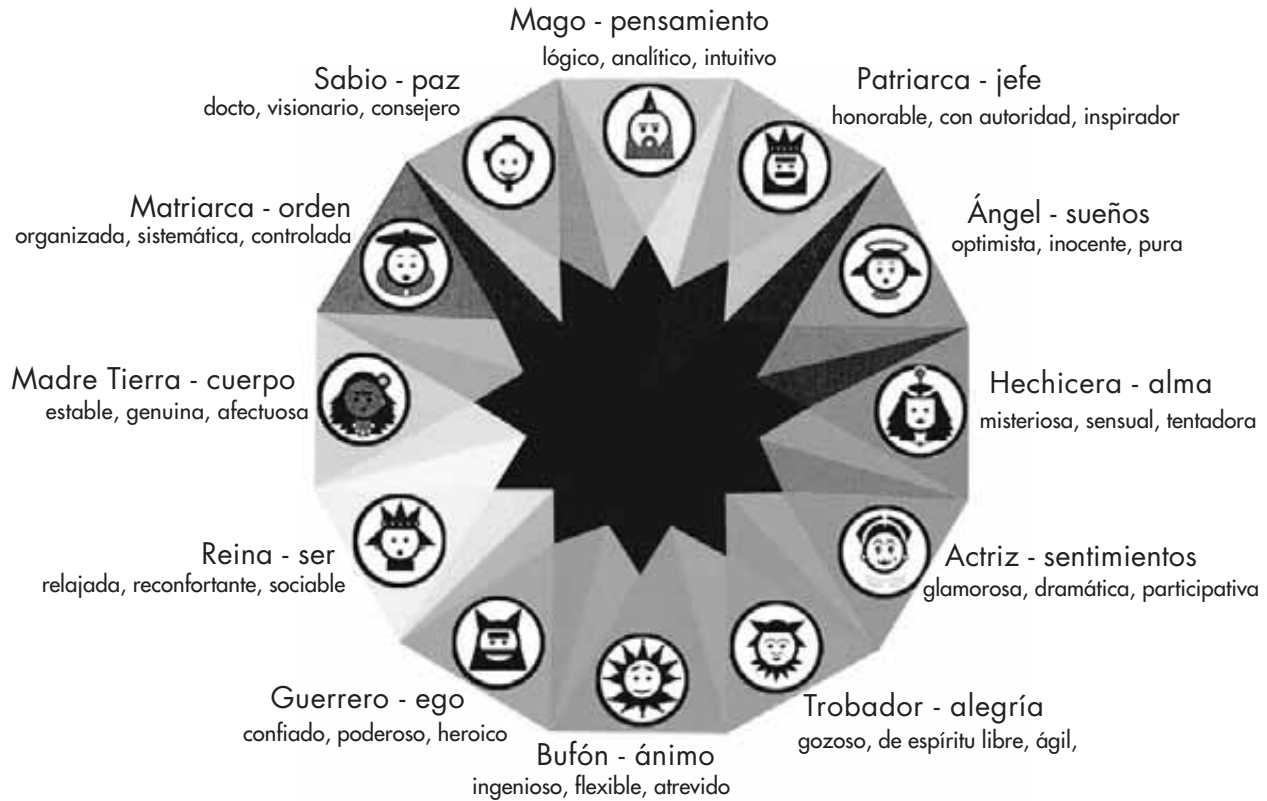 Mago - pensamiento
lógico, analítico, intuitivo
Patriarca - jefe
honorable, con autoridad, inspirador
Ángel - sueños
optimista, inocente, pura
Hechicera - alma
misteriosa, sensual, tentadora
Actriz - sentimientos
glamorosa, dramática, participativa
Trobador - alegría
gozoso, de espíritu libre, ágil,
Bufón - ánimo
ingenioso, flexible, atrevido
Guerrero - ego
confiado, poderoso, heroico
Reina - ser
relajada, reconfortante, sociable
Madre Tierra - cuerpo
estable, genuina, afectuosa
Matriarca - orden
organizada, sistemática, controlada
Sabio - paz
docto, visionario, consejero